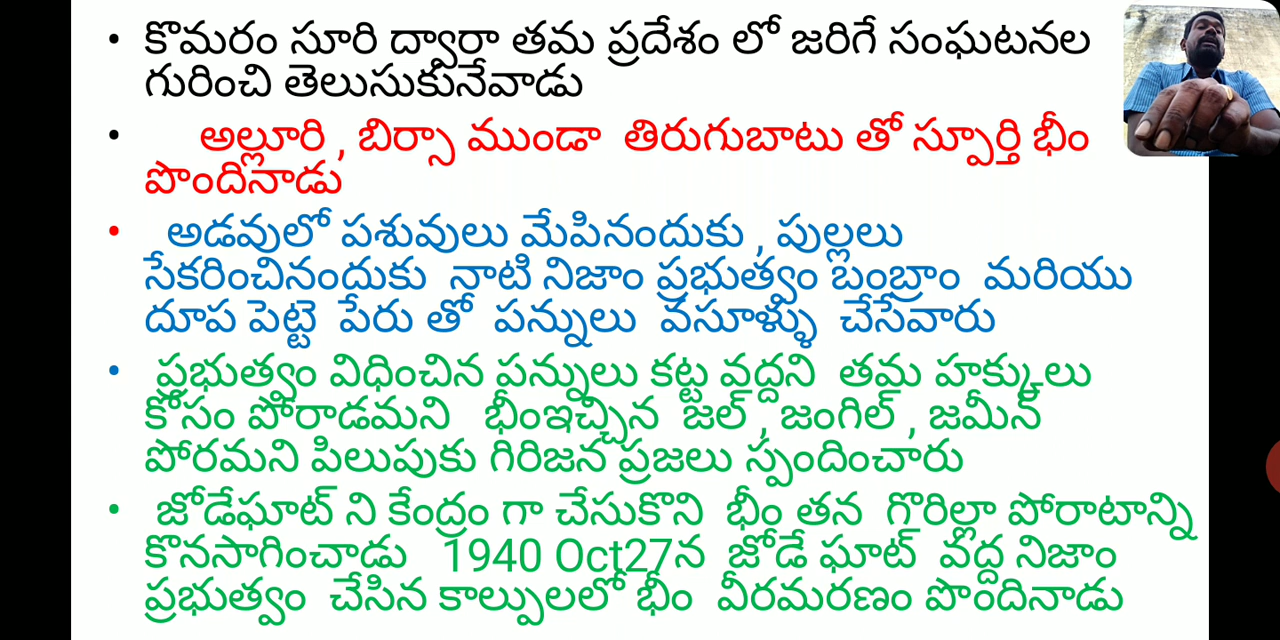 • కొమరం సూరి ద్వారా తమ ప్రదేశం లో జరిగే సంఘటనల
గురించి తెలుసుకునేవాడు
• అల్లూరి , బిర్సా ముండా తిరుగుబాటు తో స్పూర్తి భీం
పొందినాడు
• అడవులో పశువులు మేపినందుకు , పుల్లలు
సేకరించినందుకు నాటి నిజాం ప్రభుత్వం బంబ్రాం మరియు
దూప పెట్టె పేరు తో పన్నులు వసూళ్ళు చేసేవారు
• ప్రభుత్వం విధించిన పన్నులు కట్ట వద్దని తమ హక్కులు
కోసం పోరాడమని భీంఇచ్చిన జల్ , జంగిల్ , జమీన్
పోరమని పిలుపుకు గిరిజన ప్రజలు స్పందించారు
• జోడేఘాట్ ని కేంద్రం గా చేసుకొని భీం తన గొరిల్లా పోరాటాన్ని
కొనసాగించాడు 1940 Oct27న జోడే ఘాట్ వద్ద నిజాం
ప్రభుత్వం చేసిన కాల్పులలో భీం వీరమరణం పొందినాడు